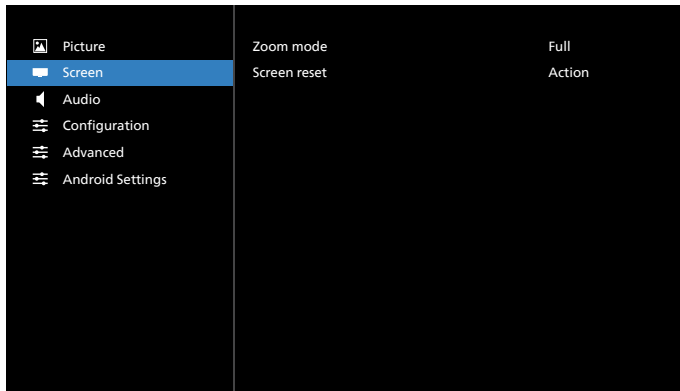 Picture
Screen
Audio
Configuration
Advanced
Android Settings
Zoom mode Full
Screen reset Action